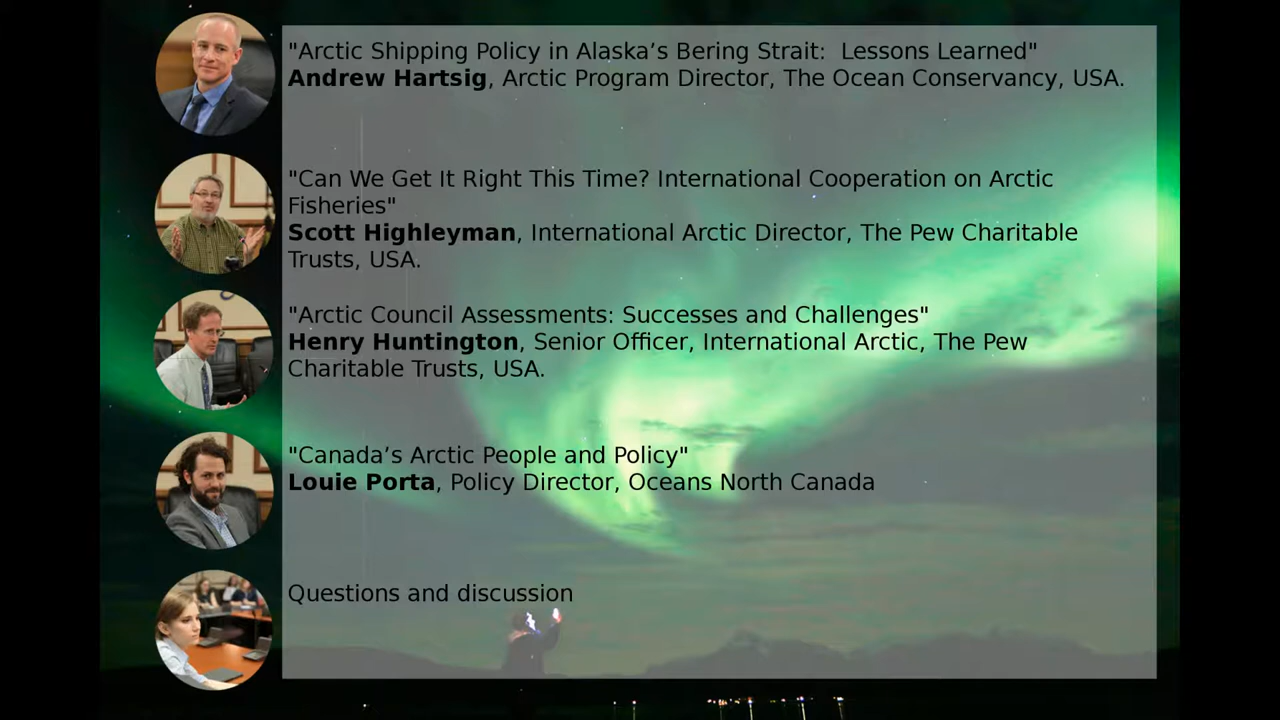 "Arctic Shipping Policy in Alaska’s Bering Strait:  Lessons Learned"
Andrew Hartsig, Arctic Program Director, The Ocean Conservancy, USA.
"Can We Get It Right This Time? International Cooperation on Arctic
Fisheries"
Scott Highleyman, International Arctic Director, The Pew Charitable
Trusts, USA.
"Arctic Council Assessments: Successes and Challenges"
Henry Huntington, Senior Officer, International Arctic, The Pew
Charitable Trusts, USA.
"Canada’s Arctic People and Policy"
Louie Porta, Policy Director, Oceans North Canada
Questions and discussion